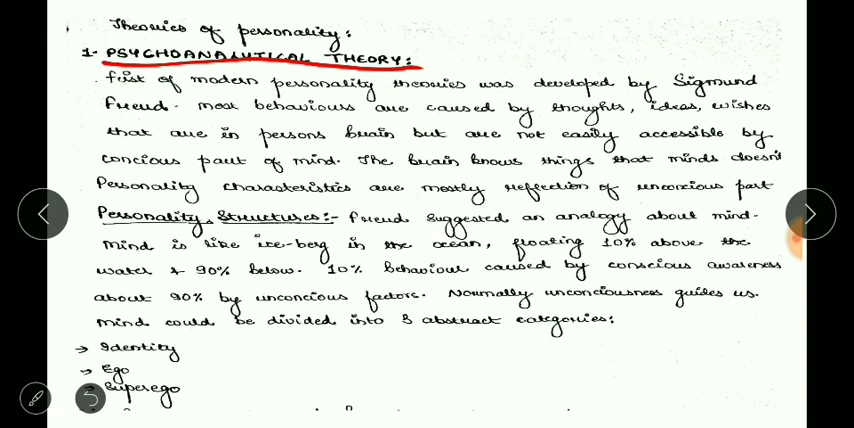 Theories of personality:
1- PSYCHOANALYTICAL THEORY:
first of modern personality theories was developed by Sigmund
Freud. most behaviours are caused by thoughts, ideas, wishes
that are in persons brain but are not easily accessible by
concious part of mind. The brain knows things that minds doesn't
Personality characteristics are mostly reflection of unconcious part
Personality Structures:- Freud suggested an analogy about mind.
Mind is like ice-berg in the ocean, floating 10% above the
water & 90% below. 10% behaviour caused by conscious awareness
about 90% by unconcious factors. Normally unconciousness guides us.
Mind could be divided into 3 abstract categories:
→ Identity
→ Ego
→ Superego